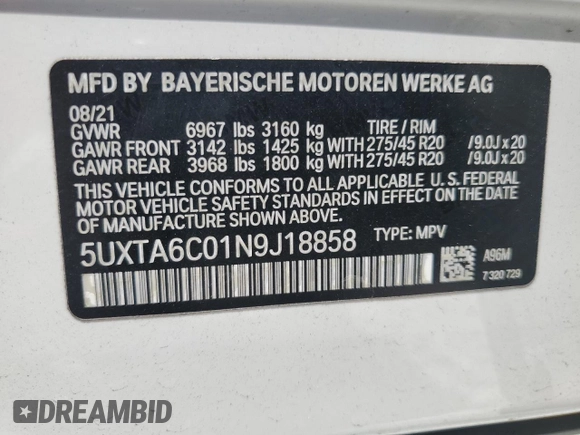 MFD BY BAYERISCHE MOTOREN WERKE AG
08/21
GVWR 6967 lbs 3160 kg TIRE / RIM
GAWR FRONT 3142 lbs 1425 kg WITH 275/45 R20 /9.0J x 20
GAWR REAR 3968 lbs 1800 kg WITH 275/45 R20 /9.0J x 20
THIS VEHICLE CONFORMS TO ALL APPLICABLE U.S. FEDERAL
MOTOR VEHICLE SAFETY STANDARDS IN EFFECT ON THE DATE
OF MANUFACTURE SHOWN ABOVE.
5UXTA6C01N9J18858 TYPE: MPV
A96M
7 320 729
DREAMBID